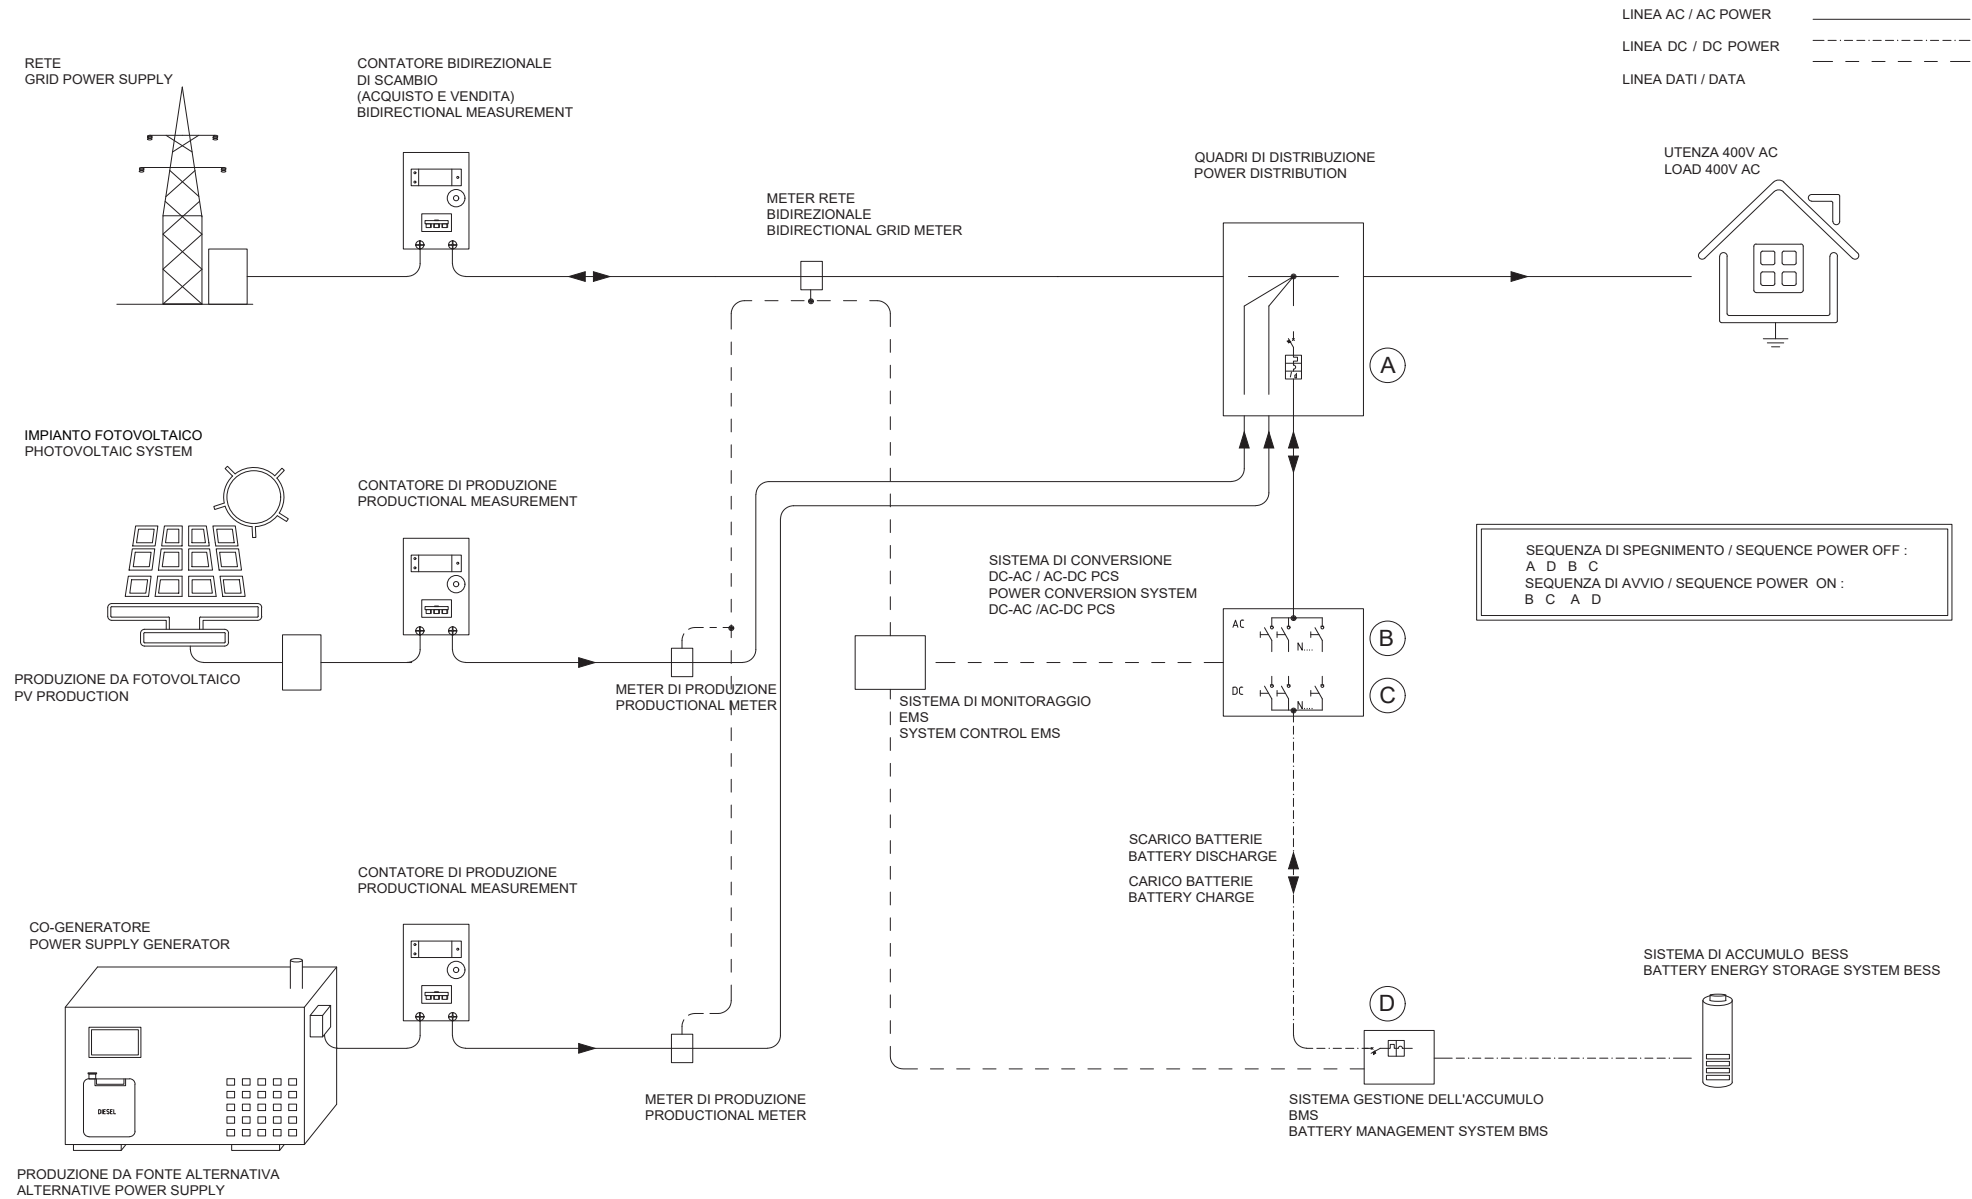 LINEA AC / AC POWER
LINEA DC / DC POWER
LINEA DATI / DATA
RETE
GRID POWER SUPPLY
CONTATORE BIDIREZIONALE
DI SCAMBIO
(ACQUISTO E VENDITA)
BIDIRECTIONAL MEASUREMENT
METER RETE
BIDIREZIONALE
BIDIRECTIONAL GRID METER
QUADRI DI DISTRIBUZIONE
POWER DISTRIBUTION
UTENZA 400V AC
LOAD 400V AC
A
IMPIANTO FOTOVOLTAICO
PHOTOVOLTAIC SYSTEM
CONTATORE DI PRODUZIONE
PRODUCTIONAL MEASUREMENT
PRODUZIONE DA FOTOVOLTAICO
PV PRODUCTION
METER DI PRODUZIONE
PRODUCTIONAL METER
SISTEMA DI CONVERSIONE
DC-AC / AC-DC PCS
POWER CONVERSION SYSTEM
DC-AC /AC-DC PCS
SEQUENZA DI SPEGNIMENTO / SEQUENCE POWER OFF :
A D B C
SEQUENZA DI AVVIO / SEQUENCE POWER ON :
B C A D
AC
N....
B
DC
N....
C
SISTEMA DI MONITORAGGIO
EMS
SYSTEM CONTROL EMS
SCARICO BATTERIE
BATTERY DISCHARGE
CARICO BATTERIE
BATTERY CHARGE
CONTATORE DI PRODUZIONE
PRODUCTIONAL MEASUREMENT
CO-GENERATORE
POWER SUPPLY GENERATOR
DIESEL
PRODUZIONE DA FONTE ALTERNATIVA
ALTERNATIVE POWER SUPPLY
METER DI PRODUZIONE
PRODUCTIONAL METER
D
SISTEMA GESTIONE DELL'ACCUMULO
BMS
BATTERY MANAGEMENT SYSTEM BMS
SISTEMA DI ACCUMULO BESS
BATTERY ENERGY STORAGE SYSTEM BESS